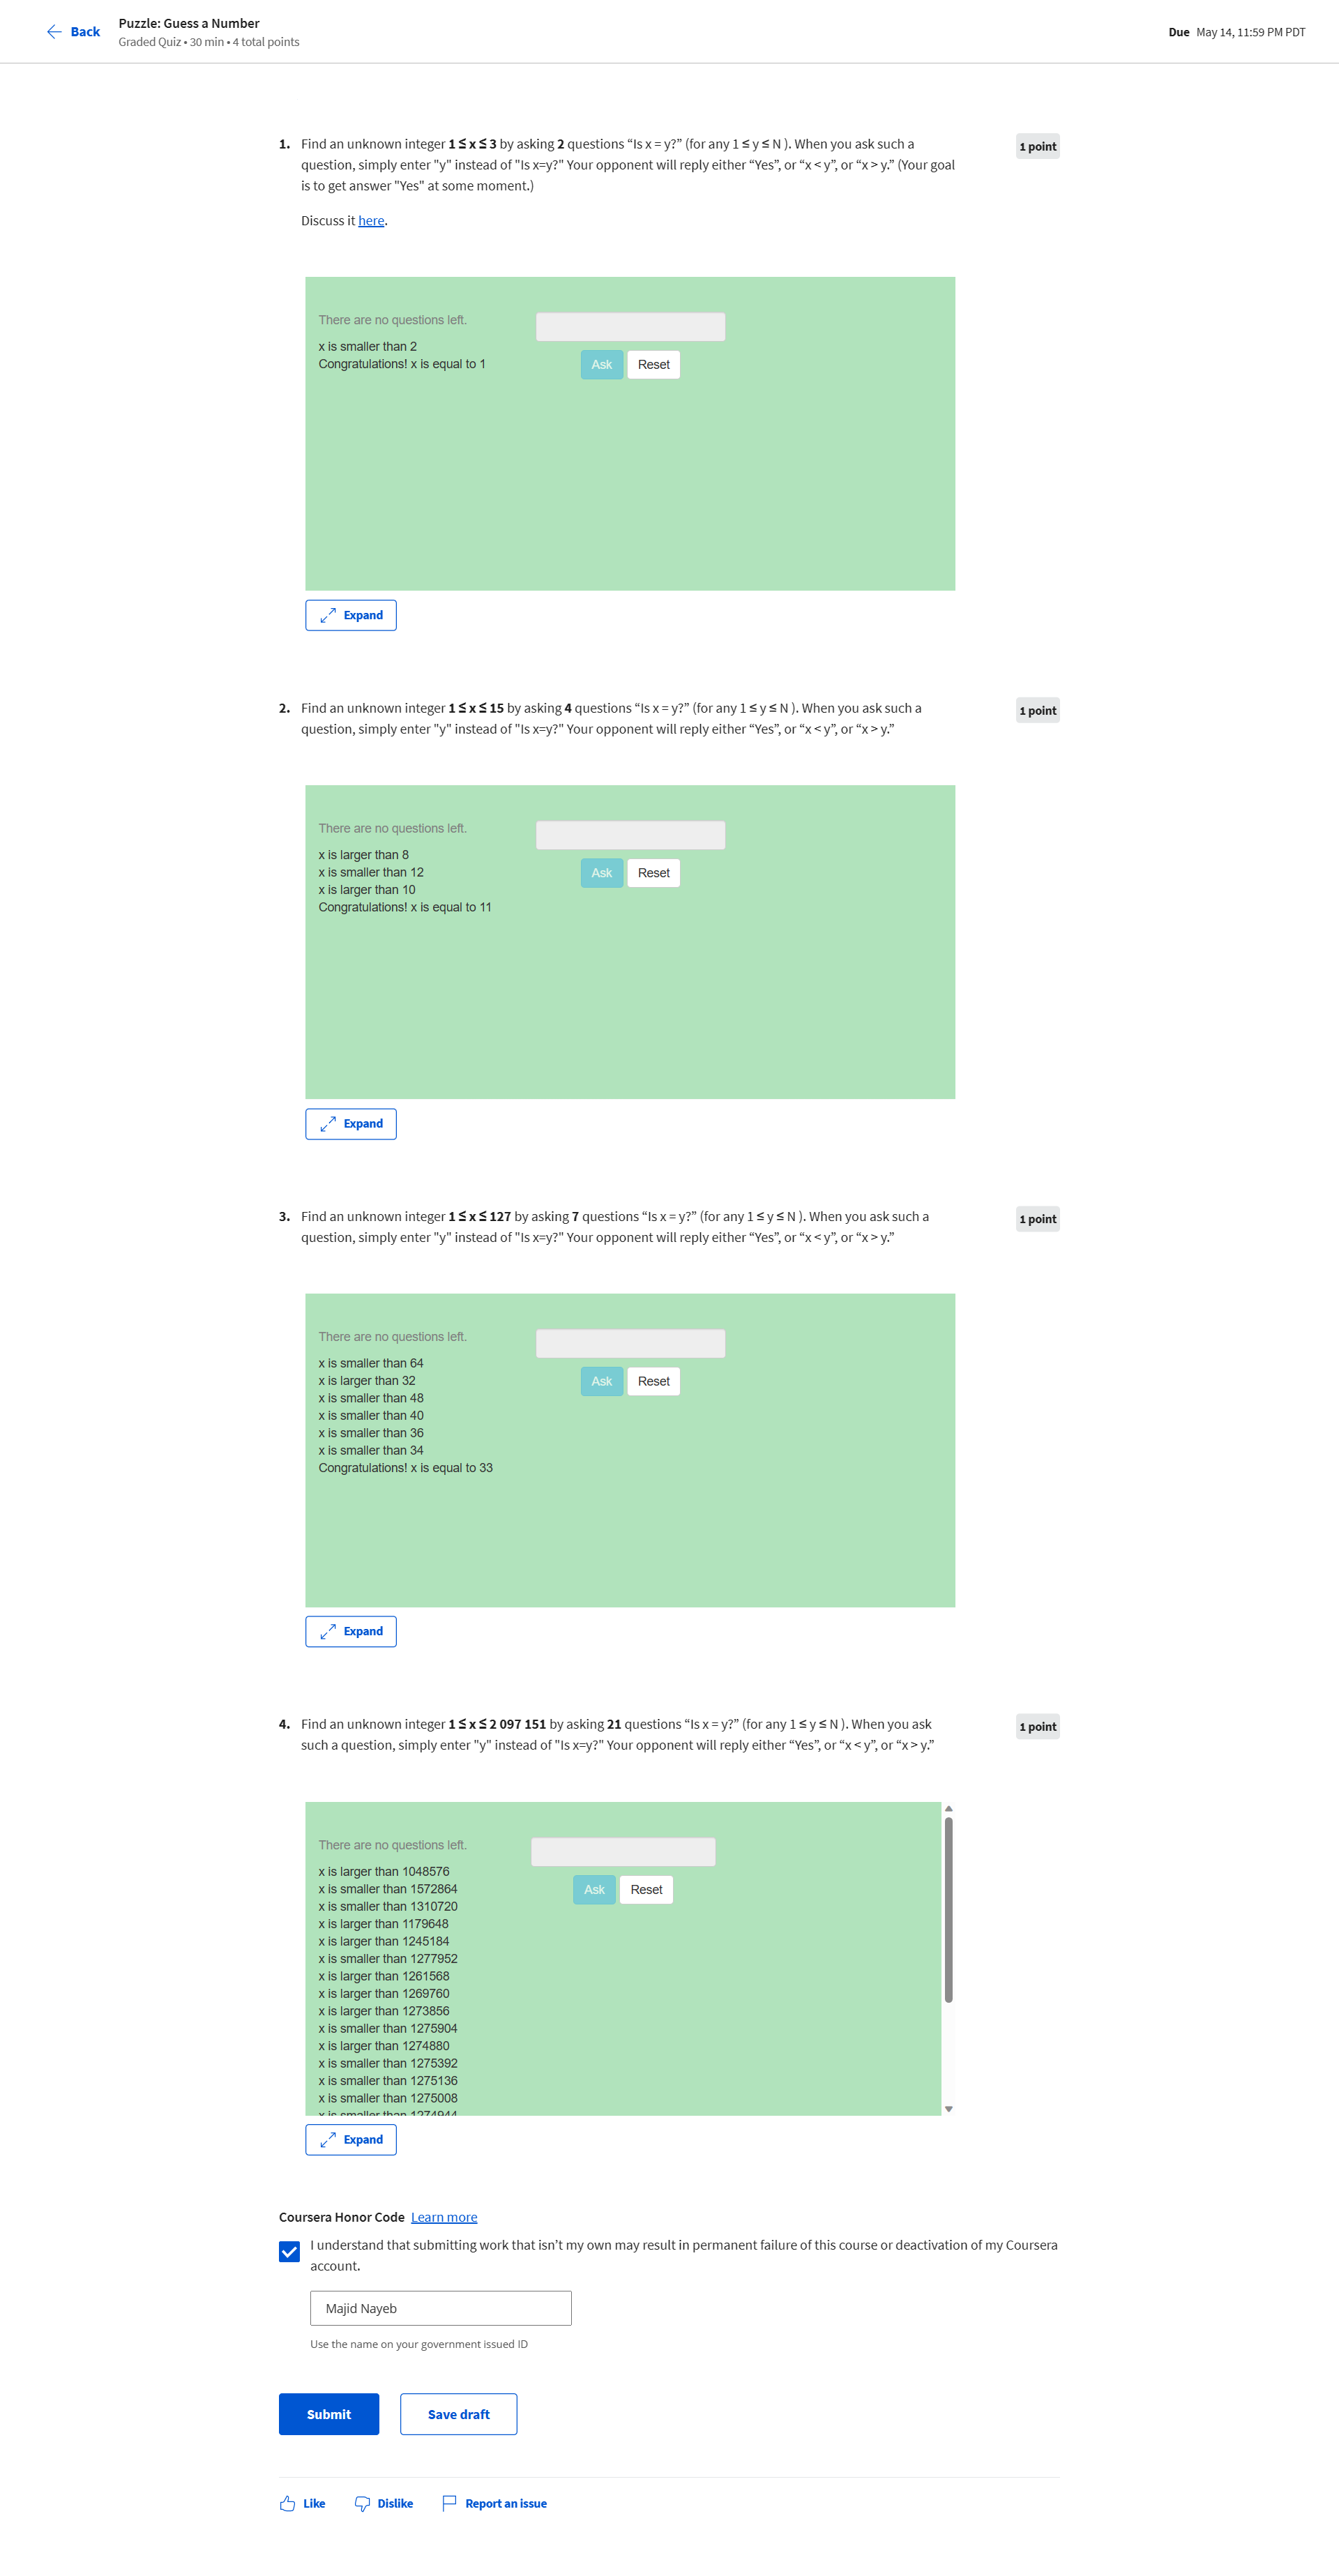 Back
Puzzle: Guess a Number
Graded Quiz • 30 min • 4 total points
Due May 14, 11:59 PM PDT
1. Find an unknown integer 1 ≤ x ≤ 3 by asking 2 questions “Is x = y?” (for any 1 ≤ y ≤ N ). When you ask such a
question, simply enter "y" instead of "Is x=y?" Your opponent will reply either “Yes”, or “x < y”, or “x > y.” (Your goal
is to get answer "Yes" at some moment.)
1 point
Discuss it here.
There are no questions left.
x is smaller than 2
Congratulations! x is equal to 1
Ask Reset
Expand
2. Find an unknown integer 1 ≤ x ≤ 15 by asking 4 questions “Is x = y?” (for any 1 ≤ y ≤ N ). When you ask such a
question, simply enter "y" instead of "Is x=y?" Your opponent will reply either “Yes”, or “x < y”, or “x > y.”
1 point
There are no questions left.
x is larger than 8
x is smaller than 12
x is larger than 10
Congratulations! x is equal to 11
Ask Reset
Expand
3. Find an unknown integer 1 ≤ x ≤ 127 by asking 7 questions “Is x = y?” (for any 1 ≤ y ≤ N ). When you ask such a
question, simply enter "y" instead of "Is x=y?" Your opponent will reply either “Yes”, or “x < y”, or “x > y.”
1 point
There are no questions left.
x is smaller than 64
x is larger than 32
x is smaller than 48
x is smaller than 40
x is smaller than 36
x is smaller than 34
Congratulations! x is equal to 33
Ask Reset
Expand
4. Find an unknown integer 1 ≤ x ≤ 2 097 151 by asking 21 questions “Is x = y?” (for any 1 ≤ y ≤ N ). When you ask
such a question, simply enter "y" instead of "Is x=y?" Your opponent will reply either “Yes”, or “x < y”, or “x > y.”
1 point
There are no questions left.
x is larger than 1048576
x is smaller than 1572864
x is smaller than 1310720
x is larger than 1179648
x is larger than 1245184
x is smaller than 1277952
x is larger than 1261568
x is larger than 1269760
x is larger than 1273856
x is smaller than 1275904
x is larger than 1274880
x is smaller than 1275392
x is smaller than 1275136
x is smaller than 1275008
x is smaller than 1274944
Ask Reset
Expand
Coursera Honor Code Learn more
I understand that submitting work that isn’t my own may result in permanent failure of this course or deactivation of my Coursera
account.
Majid Nayeb
Use the name on your government issued ID
Submit Save draft
Like Dislike Report an issue